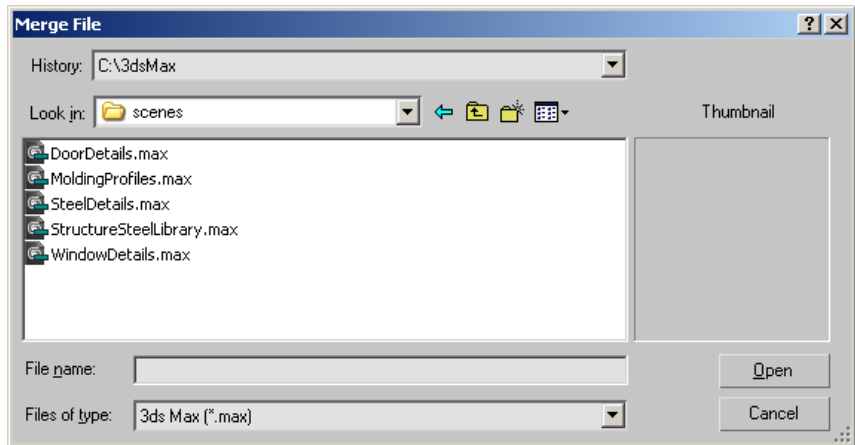 Merge File
History: C:\3dsMax
Look in: scenes
Thumbnail
DoorDetails.max
MoldingProfiles.max
SteelDetails.max
StructureSteelLibrary.max
WindowDetails.max
File name:
Open
Files of type: 3ds Max (*.max)
Cancel